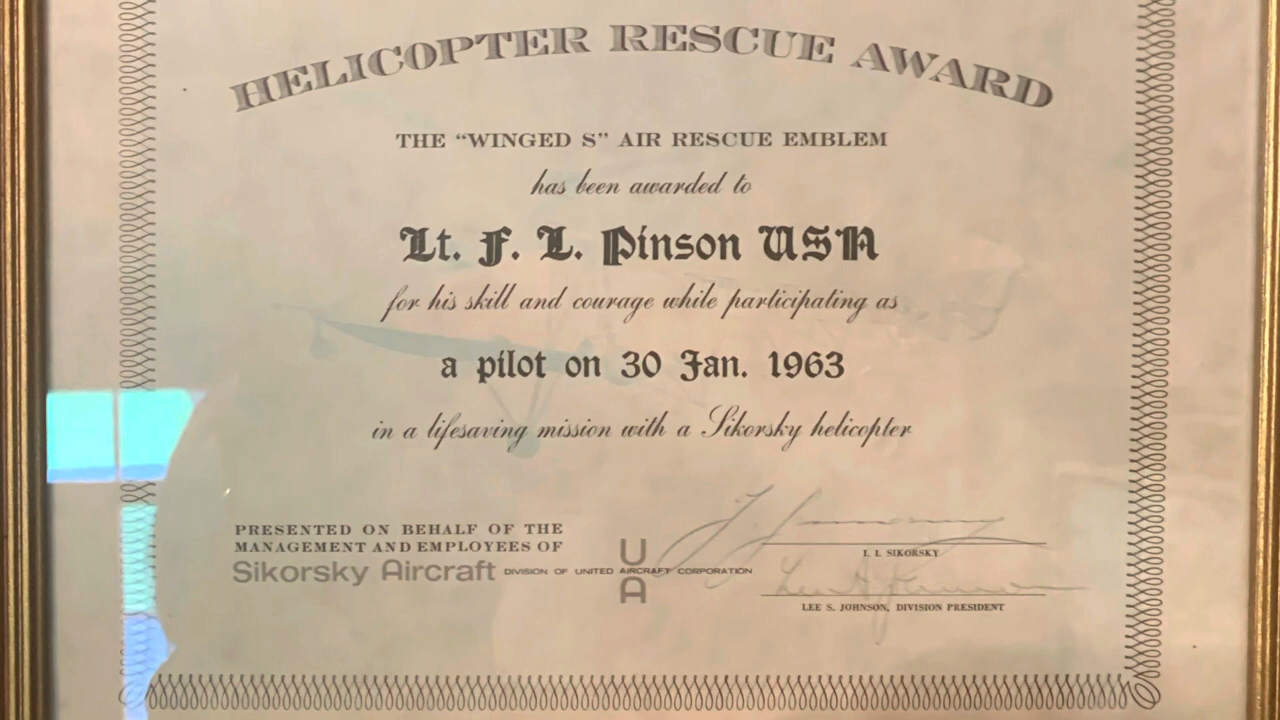 HELICOPTER RESCUE AWARD
THE “WINGED S” AIR RESCUE EMBLEM
has been awarded to
Lt. F. L. Pinson USN
for his skill and courage while participating as
a pilot on 30 Jan. 1963
in a lifesaving mission with a Sikorsky helicopter
PRESENTED ON BEHALF OF THE
MANAGEMENT AND EMPLOYEES OF
Sikorsky Aircraft DIVISION OF UNITED AIRCRAFT CORPORATION
U
A
I. I. SIKORSKY
LEE S. JOHNSON, DIVISION PRESIDENT